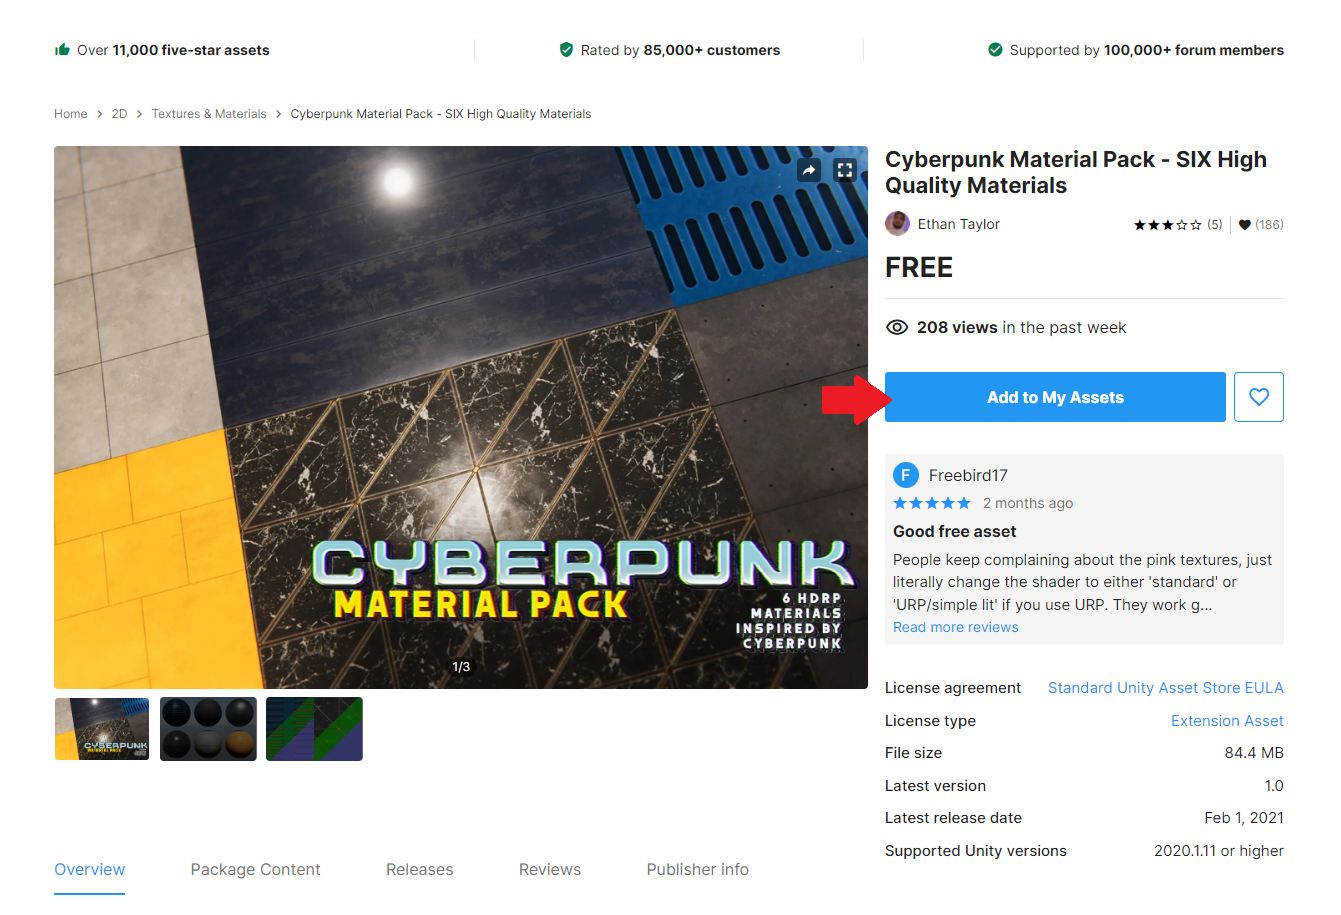 Over 11,000 five-star assets
Rated by 85,000+ customers
Supported by 100,000+ forum members
Home > 2D > Textures & Materials > Cyberpunk Material Pack - SIX High Quality Materials
CYBERPUNK
MATERIAL PACK
6 HDRP
MATERIALS
INSPIRED BY
CYBERPUNK
1/3
CYBERPUNK
MATERIAL PACK
Cyberpunk Material Pack - SIX High
Quality Materials
Ethan Taylor
(5)
(186)
FREE
208 views in the past week
Add to My Assets
F
Freebird17
2 months ago
Good free asset
People keep complaining about the pink textures, just
literally change the shader to either 'standard' or
'URP/simple lit' if you use URP. They work g...
Read more reviews
License agreement Standard Unity Asset Store EULA
License type Extension Asset
File size 84.4 MB
Latest version 1.0
Latest release date Feb 1, 2021
Supported Unity versions 2020.1.11 or higher
Overview Package Content Releases Reviews Publisher info